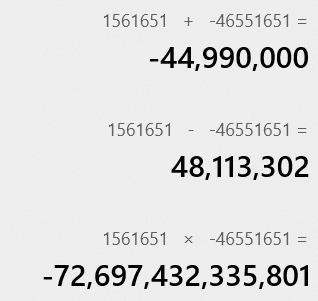 1561651 + -46551651 =
-44,990,000
1561651 - -46551651 =
48,113,302
1561651 × -46551651 =
-72,697,432,335,801